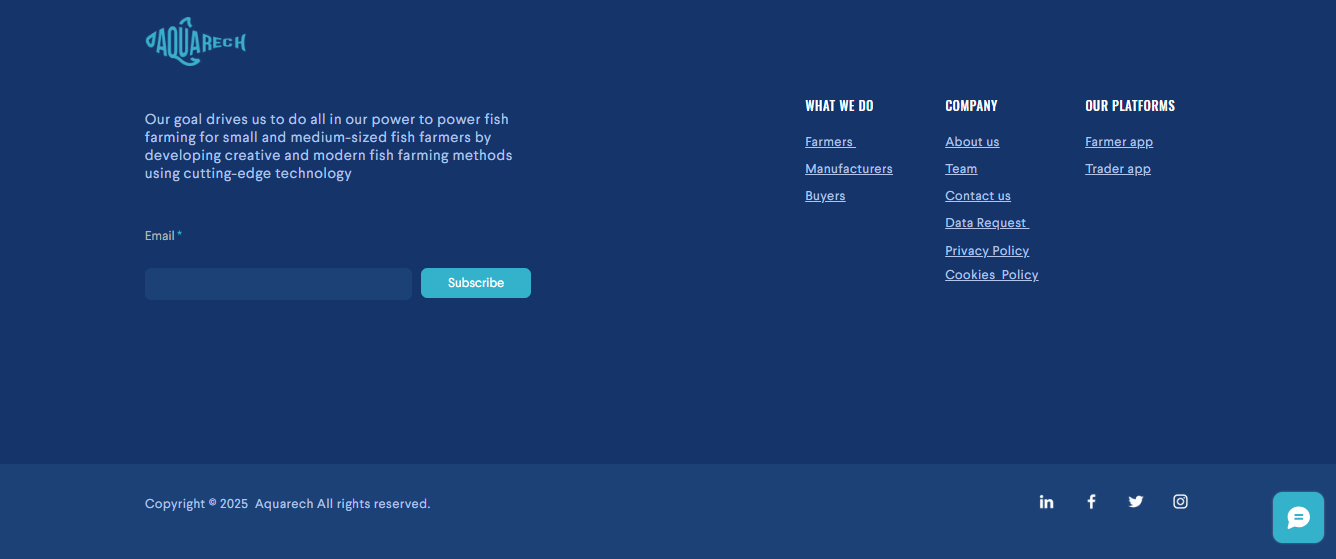 AQUARECH
Our goal drives us to do all in our power to power fish
farming for small and medium-sized fish farmers by
developing creative and modern fish farming methods
using cutting-edge technology
Email *
Subscribe
WHAT WE DO
Farmers
Manufacturers
Buyers
COMPANY
About us
Team
Contact us
Data Request
Privacy Policy
Cookies  Policy
OUR PLATFORMS
Farmer app
Trader app
Copyright © 2025  Aquarech All rights reserved.